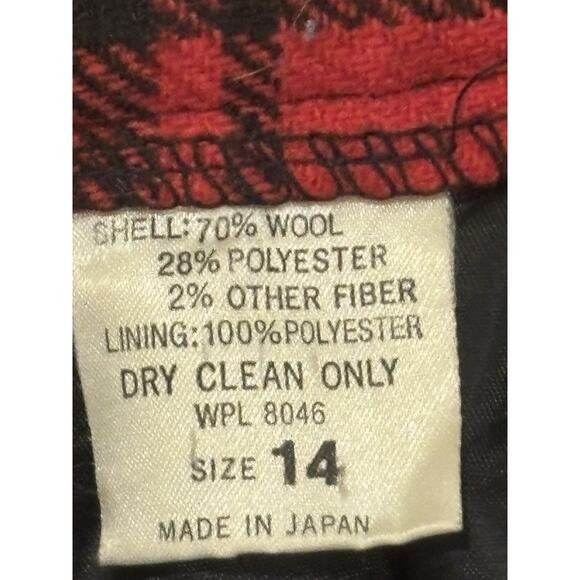 SHELL: 70% WOOL
28% POLYESTER
2% OTHER FIBER
LINING: 100% POLYESTER
DRY CLEAN ONLY
WPL 8046
SIZE 14
MADE IN JAPAN